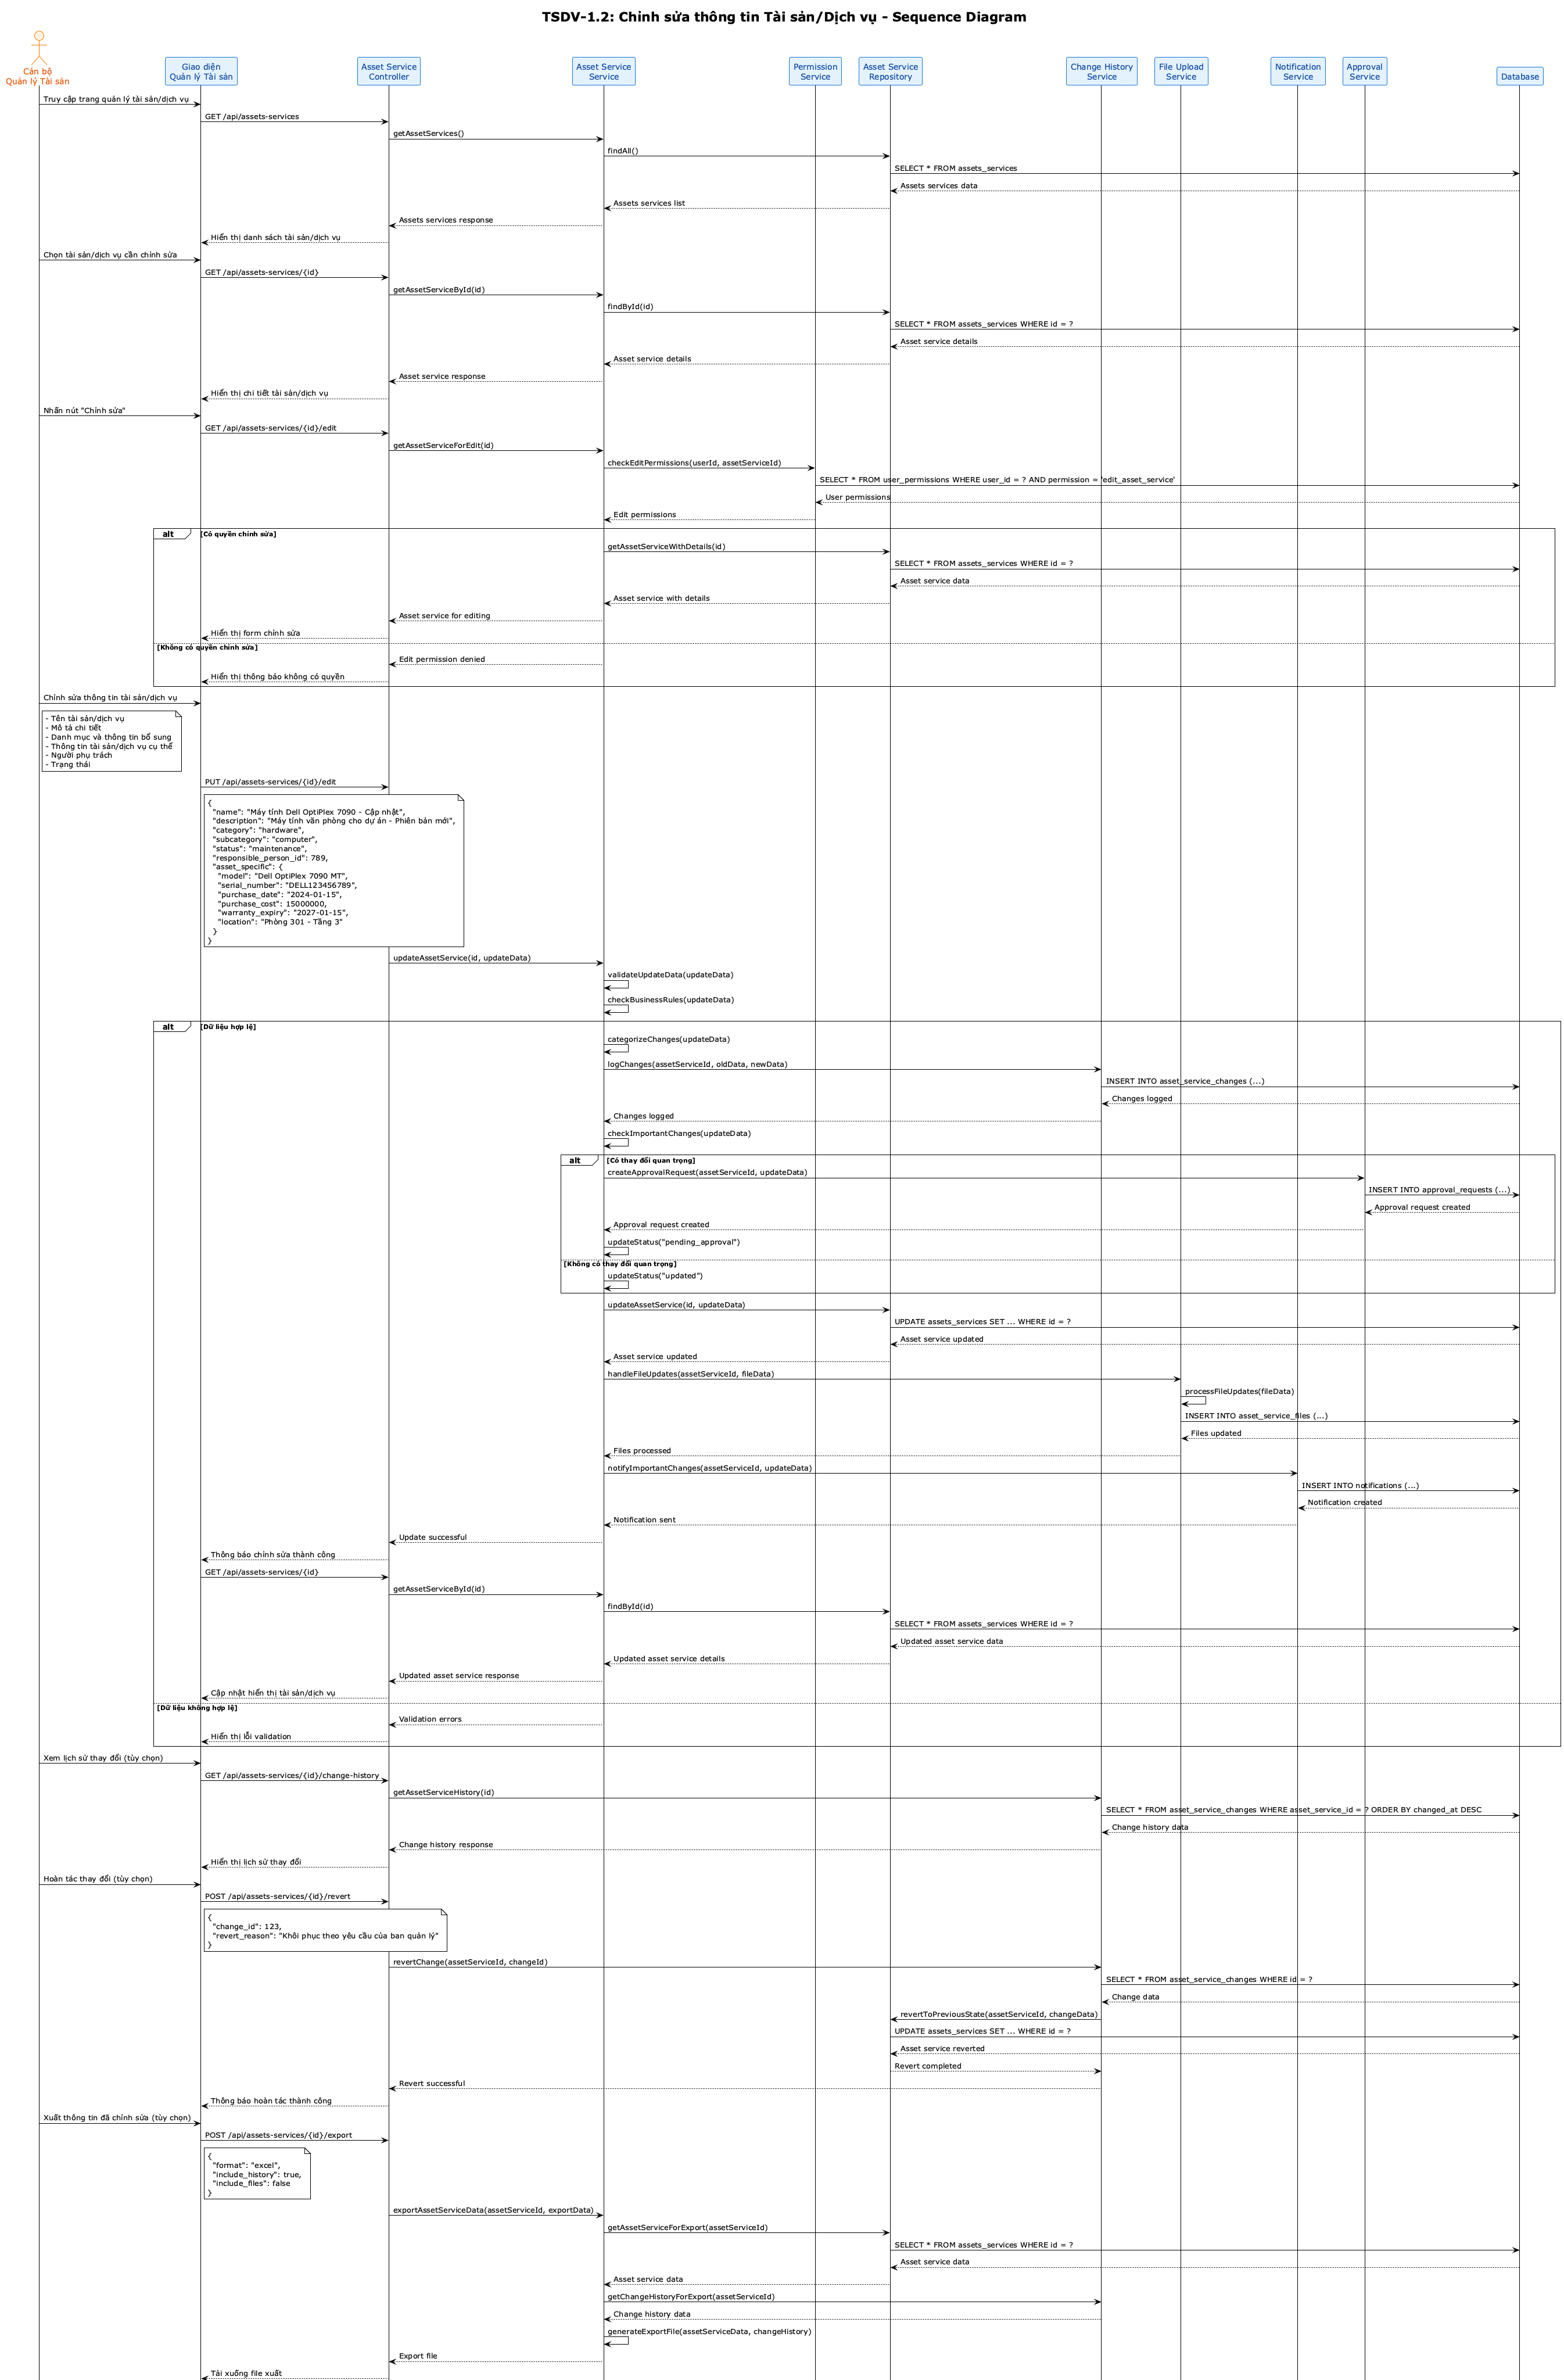 TSDV-1.2: Chỉnh sửa thông tin Tài sản/Dịch vụ - Sequence Diagram
Cán bộ
Quản lý Tài sản
Giao diện
Quản lý Tài sản
Asset Service
Controller
Asset Service
Service
Permission
Service
Asset Service
Repository
Change History
Service
File Upload
Service
Notification
Service
Approval
Service
Database
Truy cập trang quản lý tài sản/dịch vụ
GET /api/assets-services
getAssetServices()
findAll()
SELECT * FROM assets_services
Assets services data
Assets services list
Assets services response
Hiển thị danh sách tài sản/dịch vụ
Chọn tài sản/dịch vụ cần chỉnh sửa
GET /api/assets-services/{id}
getAssetServiceById(id)
findById(id)
SELECT * FROM assets_services WHERE id = ?
Asset service details
Asset service details
Asset service response
Hiển thị chi tiết tài sản/dịch vụ
Nhấn nút "Chỉnh sửa"
GET /api/assets-services/{id}/edit
getAssetServiceForEdit(id)
checkEditPermissions(userId, assetServiceId)
SELECT * FROM user_permissions WHERE user_id = ? AND permission = 'edit_asset_service'
User permissions
Edit permissions
alt [Có quyền chỉnh sửa]
getAssetServiceWithDetails(id)
SELECT * FROM assets_services WHERE id = ?
Asset service data
Asset service with details
Asset service for editing
Hiển thị form chỉnh sửa
[Không có quyền chỉnh sửa]
Edit permission denied
Hiển thị thông báo không có quyền
Chỉnh sửa thông tin tài sản/dịch vụ
- Tên tài sản/dịch vụ
- Mô tả chi tiết
- Danh mục và thông tin bổ sung
- Thông tin tài sản/dịch vụ cụ thể
- Người phụ trách
- Trạng thái
PUT /api/assets-services/{id}/edit
{
"name": "Máy tính Dell OptiPlex 7090 - Cập nhật",
"description": "Máy tính văn phòng cho dự án - Phiên bản mới",
"category": "hardware",
"subcategory": "computer",
"status": "maintenance",
"responsible_person_id": 789,
"asset_specific": {
"model": "Dell OptiPlex 7090 MT",
"serial_number": "DELL123456789",
"purchase_date": "2024-01-15",
"purchase_cost": 15000000,
"warranty_expiry": "2027-01-15",
"location": "Phòng 301 - Tầng 3"
}
}
updateAssetService(id, updateData)
validateUpdateData(updateData)
checkBusinessRules(updateData)
alt [Dữ liệu hợp lệ]
categorizeChanges(updateData)
logChanges(assetServiceId, oldData, newData)
INSERT INTO asset_service_changes (...)
Changes logged
Changes logged
checkImportantChanges(updateData)
alt [Có thay đổi quan trọng]
createApprovalRequest(assetServiceId, updateData)
INSERT INTO approval_requests (...)
Approval request created
Approval request created
updateStatus("pending_approval")
[Không có thay đổi quan trọng]
updateStatus("updated")
updateAssetService(id, updateData)
UPDATE assets_services SET ... WHERE id = ?
Asset service updated
Asset service updated
handleFileUpdates(assetServiceId, fileData)
processFileUpdates(fileData)
INSERT INTO asset_service_files (...)
Files updated
Files processed
notifyImportantChanges(assetServiceId, updateData)
INSERT INTO notifications (...)
Notification created
Notification sent
Update successful
Thông báo chỉnh sửa thành công
GET /api/assets-services/{id}
getAssetServiceById(id)
findById(id)
SELECT * FROM assets_services WHERE id = ?
Updated asset service data
Updated asset service details
Updated asset service response
Cập nhật hiển thị tài sản/dịch vụ
[Dữ liệu không hợp lệ]
Validation errors
Hiển thị lỗi validation
Xem lịch sử thay đổi (tùy chọn)
GET /api/assets-services/{id}/change-history
getAssetServiceHistory(id)
SELECT * FROM asset_service_changes WHERE asset_service_id = ? ORDER BY changed_at DESC
Change history data
Change history response
Hiển thị lịch sử thay đổi
Hoàn tác thay đổi (tùy chọn)
POST /api/assets-services/{id}/revert
{
"change_id": 123,
"revert_reason": "Khôi phục theo yêu cầu của ban quản lý"
}
revertChange(assetServiceId, changeId)
SELECT * FROM asset_service_changes WHERE id = ?
Change data
revertToPreviousState(assetServiceId, changeData)
UPDATE assets_services SET ... WHERE id = ?
Asset service reverted
Revert completed
Revert successful
Thông báo hoàn tác thành công
Xuất thông tin đã chỉnh sửa (tùy chọn)
POST /api/assets-services/{id}/export
{
"format": "excel",
"include_history": true,
"include_files": false
}
exportAssetServiceData(assetServiceId, exportData)
getAssetServiceForExport(assetServiceId)
SELECT * FROM assets_services WHERE id = ?
Asset service data
Asset service data
getChangeHistoryForExport(assetServiceId)
Change history data
generateExportFile(assetServiceData, changeHistory)
Export file
Tải xuống file xuất